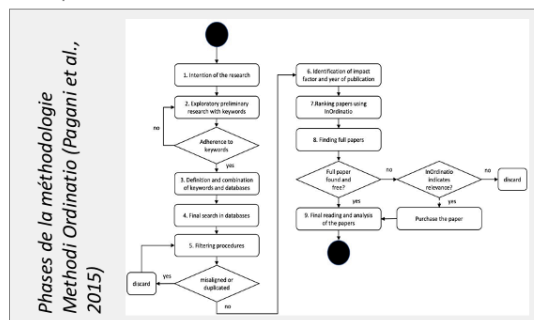 Phases de la méthodologie
Methodi Ordinatio (Pagani et al.,
2015)
1. Intention of the research
2. Exploratory preliminary
research with keywords
no
Adherence to
keywords
yes
3. Definition and combination
of keywords and databases
4. Final search in databases
5. Filtering procedures
discard
yes
misaligned or
duplicated
no
6. Identification of impact
factor and year of publication
7.Ranking papers using
InOrdinatio
8. Finding full papers
Full paper
found and
free?
no
InOrdinatio
indicates
relevance?
no
discard
yes
yes
9. Final reading and analysis
of the papers
Purchase the paper